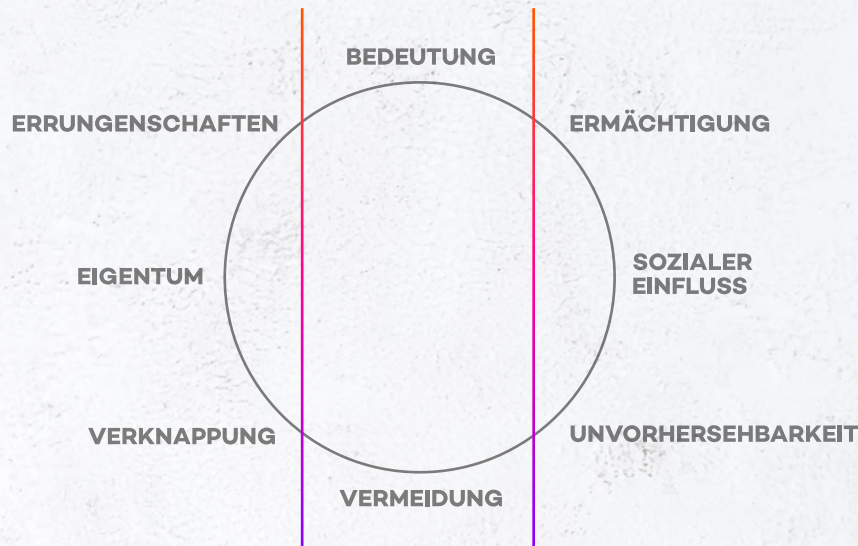 BEDEUTUNG
ERRUNGENSCHAFTEN
ERMÄCHTIGUNG
EIGENTUM
SOZIALER
EINFLUSS
VERKNAPPUNG
UNVORHERSEHBARKEIT
VERMEIDUNG